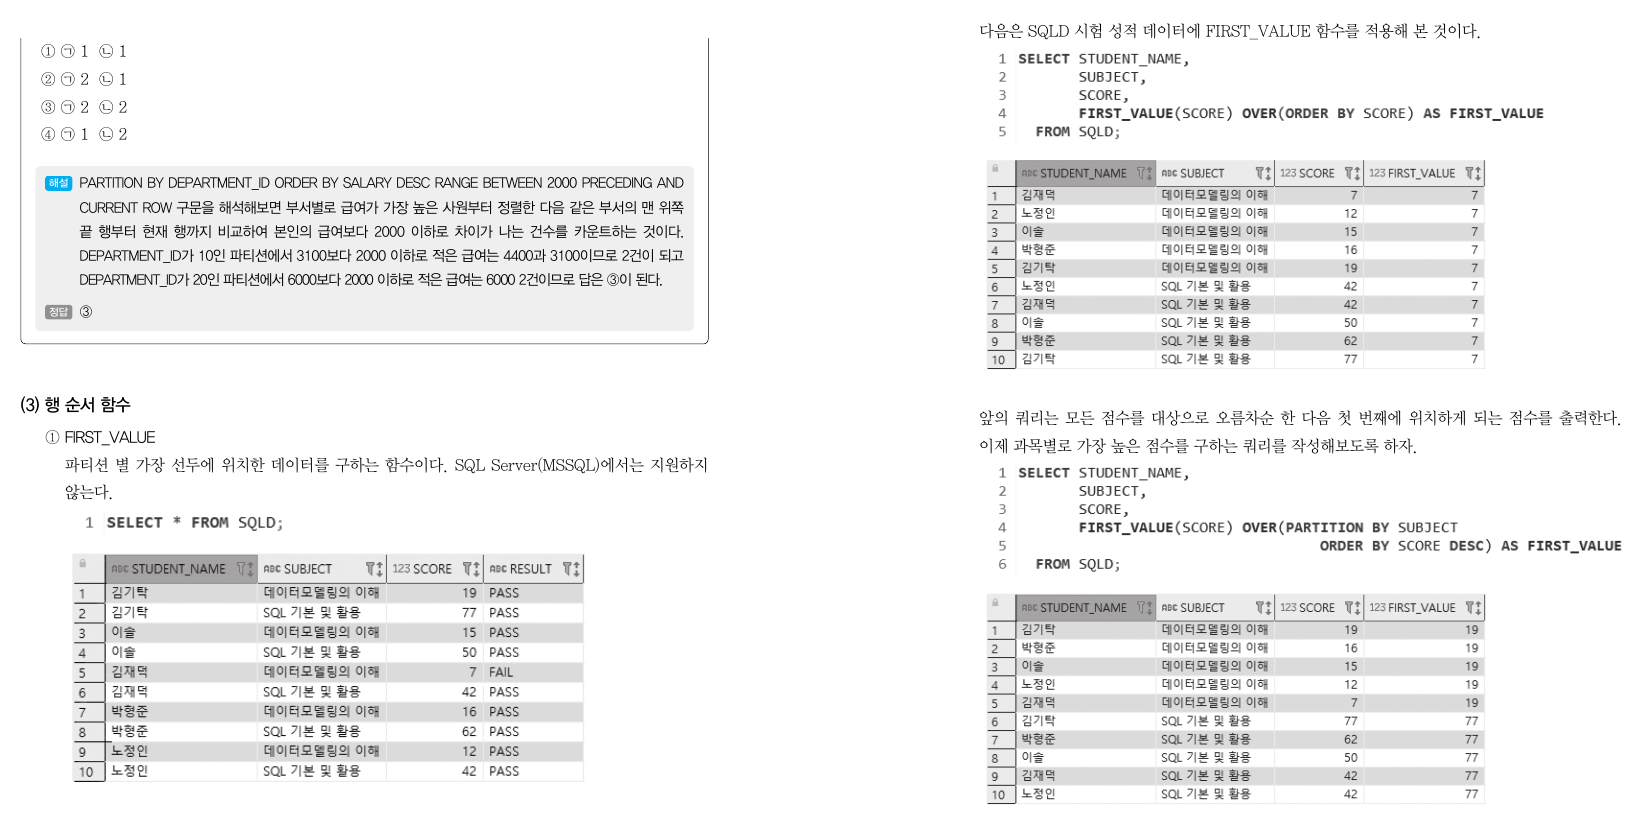 ① ㉠ 1 ㉡ 1
② ㉠ 2 ㉡ 1
③ ㉠ 2 ㉡ 2
④ ㉠ 1 ㉡ 2
해설 PARTITION BY DEPARTMENT_ID ORDER BY SALARY DESC RANGE BETWEEN 2000 PRECEDING AND
CURRENT ROW 구문을 해석해보면 부서별로 급여가 가장 높은 사원부터 정렬한 다음 같은 부서의 맨 위쪽
끝 행부터 현재 행까지 비교하여 본인의 급여보다 2000 이하로 차이가 나는 건수를 카운트하는 것이다.
DEPARTMENT_ID가 10인 파티션에서 3100보다 2000 이하로 적은 급여는 4400과 3100이므로 2건이 되고
DEPARTMENT_ID가 20인 파티션에서 6000보다 2000 이하로 적은 급여는 6000 2건이므로 답은 ③이 된다.
정답 ③
(3) 행 순서 함수
① FIRST_VALUE
파티션 별 가장 선두에 위치한 데이터를 구하는 함수이다. SQL Server(MSSQL)에서는 지원하지
않는다.
1 SELECT * FROM SQLD;
ABC STUDENT_NAME ABC SUBJECT 123 SCORE ABC RESULT
1 김기탁 데이터모델링의 이해 19 PASS
2 김기탁 SQL 기본 및 활용 77 PASS
3 이솔 데이터모델링의 이해 15 PASS
4 이솔 SQL 기본 및 활용 50 PASS
5 김재덕 데이터모델링의 이해 7 FAIL
6 김재덕 SQL 기본 및 활용 42 PASS
7 박형준 데이터모델링의 이해 16 PASS
8 박형준 SQL 기본 및 활용 62 PASS
9 노정인 데이터모델링의 이해 12 PASS
10 노정인 SQL 기본 및 활용 42 PASS
다음은 SQLD 시험 성적 데이터에 FIRST_VALUE 함수를 적용해 본 것이다.
1 SELECT STUDENT_NAME,
2 SUBJECT,
3 SCORE,
4 FIRST_VALUE(SCORE) OVER(ORDER BY SCORE) AS FIRST_VALUE
5 FROM SQLD;
ABC STUDENT_NAME ABC SUBJECT 123 SCORE 123 FIRST_VALUE
1 김재덕 데이터모델링의 이해 7 7
2 노정인 데이터모델링의 이해 12 7
3 이솔 데이터모델링의 이해 15 7
4 박형준 데이터모델링의 이해 16 7
5 김기탁 데이터모델링의 이해 19 7
6 노정인 SQL 기본 및 활용 42 7
7 김재덕 SQL 기본 및 활용 42 7
8 이솔 SQL 기본 및 활용 50 7
9 박형준 SQL 기본 및 활용 62 7
10 김기탁 SQL 기본 및 활용 77 7
앞의 쿼리는 모든 점수를 대상으로 오름차순 한 다음 첫 번째에 위치하게 되는 점수를 출력한다.
이제 과목별로 가장 높은 점수를 구하는 쿼리를 작성해보도록 하자.
1 SELECT STUDENT_NAME,
2 SUBJECT,
3 SCORE,
4 FIRST_VALUE(SCORE) OVER(PARTITION BY SUBJECT
5 ORDER BY SCORE DESC) AS FIRST_VALUE
6 FROM SQLD;
ABC STUDENT_NAME ABC SUBJECT 123 SCORE 123 FIRST_VALUE
1 김기탁 데이터모델링의 이해 19 19
2 박형준 데이터모델링의 이해 16 19
3 이솔 데이터모델링의 이해 15 19
4 노정인 데이터모델링의 이해 12 19
5 김재덕 데이터모델링의 이해 7 19
6 김기탁 SQL 기본 및 활용 77 77
7 박형준 SQL 기본 및 활용 62 77
8 이솔 SQL 기본 및 활용 50 77
9 김재덕 SQL 기본 및 활용 42 77
10 노정인 SQL 기본 및 활용 42 77